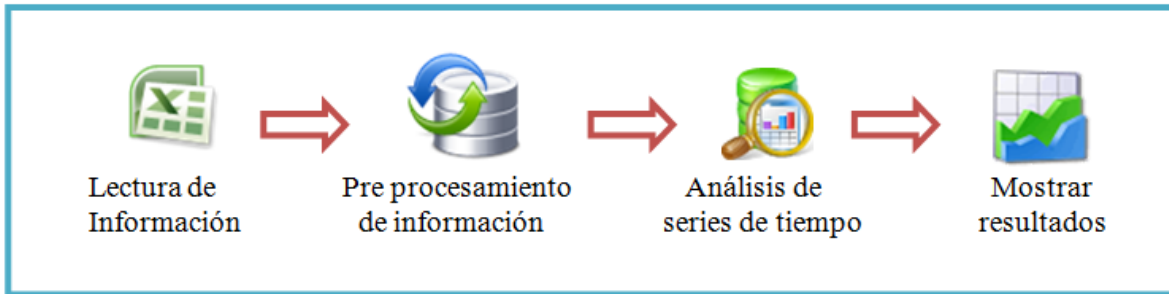 Lectura de
Información
Pre procesamiento
de información
Análisis de
series de tiempo
Mostrar
resultados